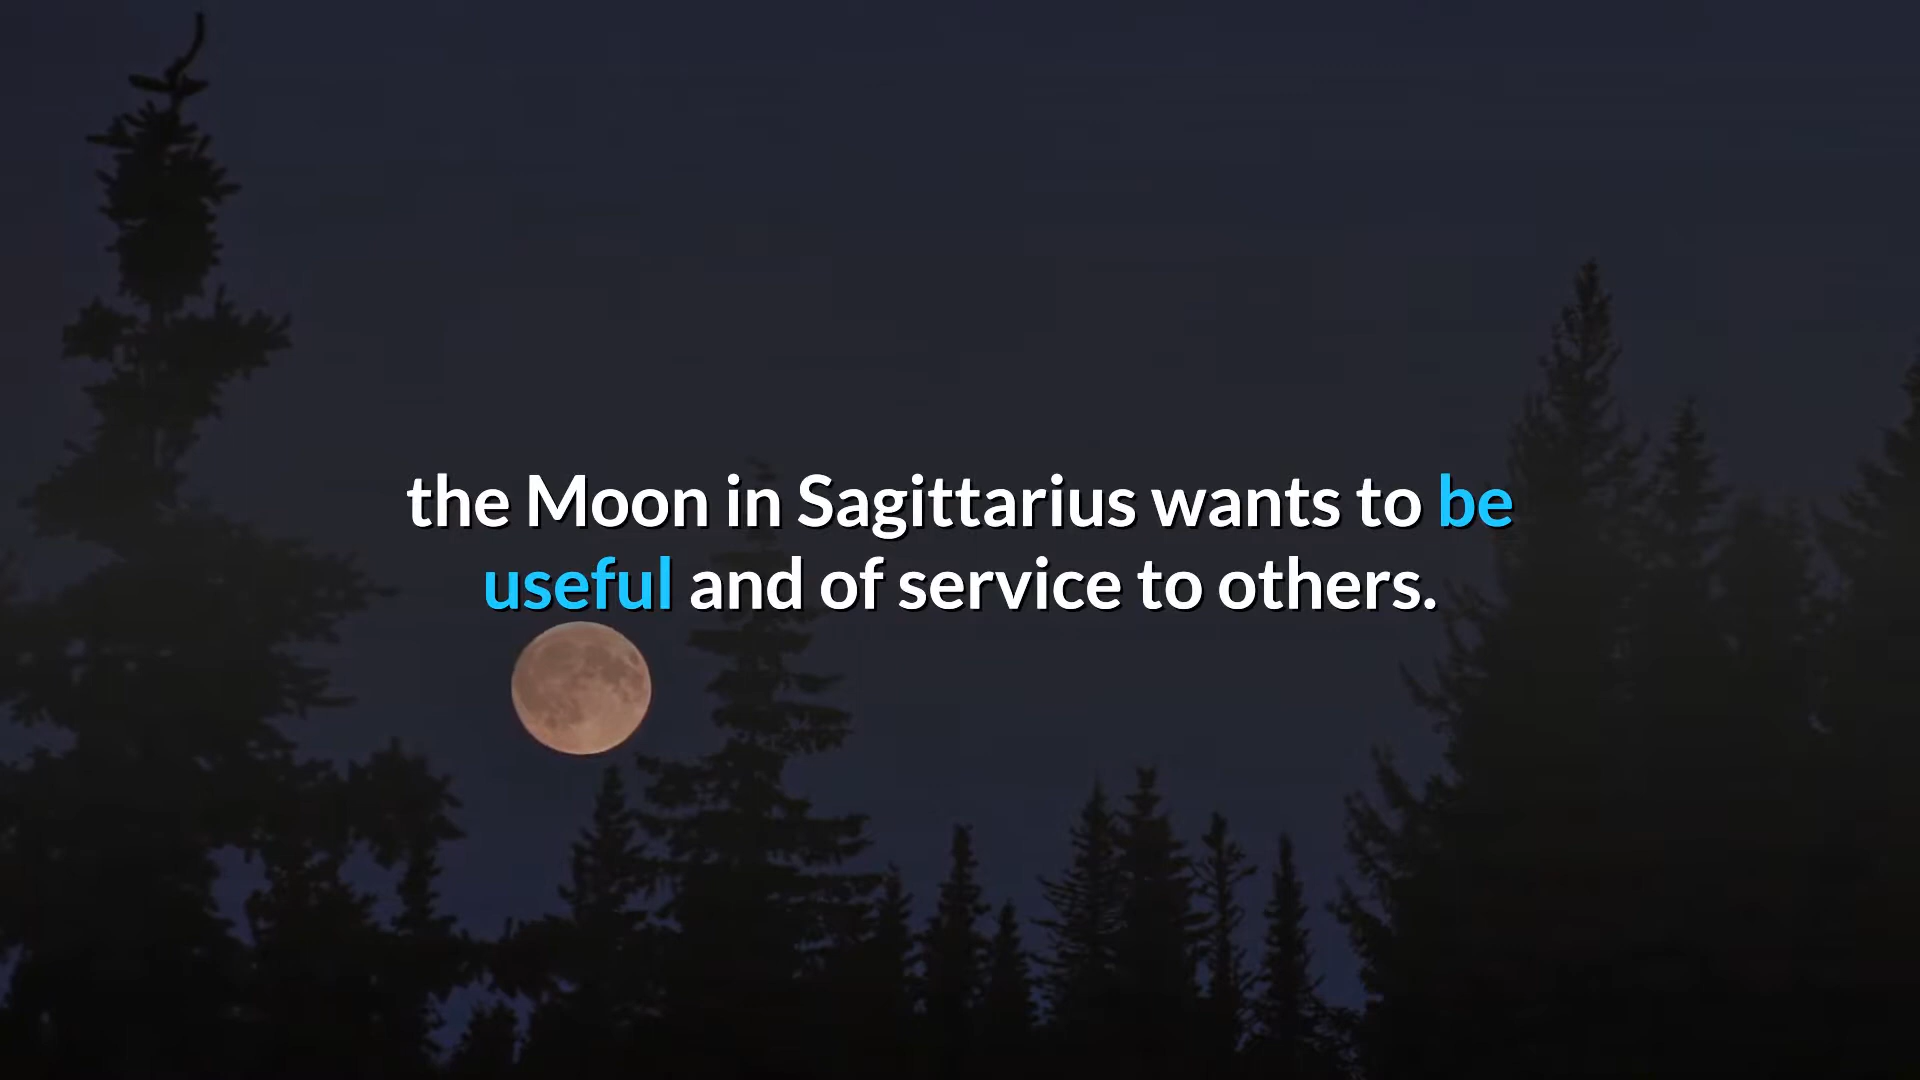 the Moon in Sagittarius wants to be
useful and of service to others.